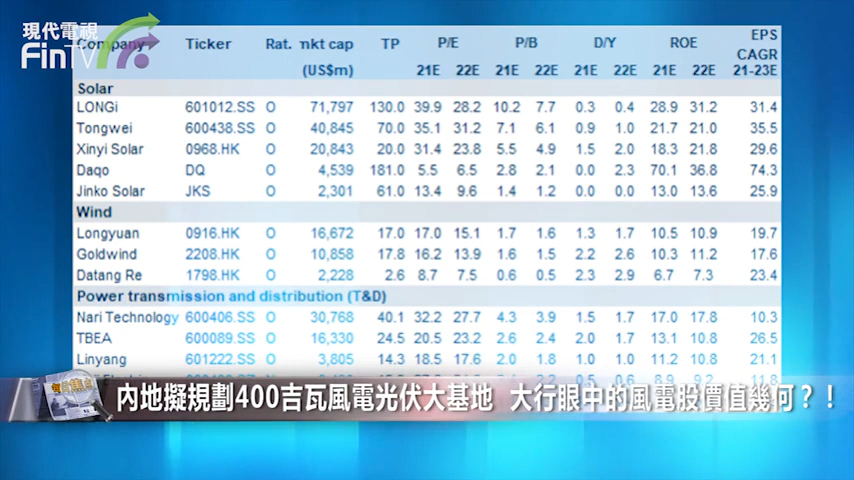 現代電視
FinTV
Company Ticker Rat. mkt cap TP P/E P/B D/Y ROE EPS CAGR
(US$m) 21E 22E 21E 22E 21E 22E 21E 22E 21-23E
Solar
LONGi 601012.SS O 71,797 130.0 39.9 28.2 10.2 7.7 0.3 0.4 28.9 31.2 31.4
Tongwei 600438.SS O 40,845 70.0 35.1 31.2 7.1 6.1 0.9 1.0 21.7 21.0 35.5
Xinyi Solar 0968.HK O 20,843 20.0 31.4 23.8 5.5 4.9 1.5 2.0 18.3 21.8 29.6
Daqo DQ O 4,539 181.0 5.5 6.5 2.8 2.1 0.0 2.3 70.1 36.8 74.3
Jinko Solar JKS O 2,301 61.0 13.4 9.6 1.4 1.2 0.0 0.0 13.0 13.6 25.9
Wind
Longyuan 0916.HK O 16,672 17.0 17.0 15.1 1.7 1.6 1.3 1.7 10.5 10.9 19.7
Goldwind 2208.HK O 10,858 17.8 16.2 13.9 1.6 1.5 2.2 2.6 10.3 11.2 17.6
Datang Re 1798.HK O 2,228 2.6 8.7 7.5 0.6 0.5 2.3 2.9 6.7 7.3 23.4
Power transmission and distribution (T&D)
Nari Technology 600406.SS O 30,768 40.1 32.2 27.7 4.3 3.9 1.5 1.7 17.0 17.8 10.3
TBEA 600089.SS O 16,330 24.5 20.5 23.2 2.6 2.4 2.0 1.7 13.1 10.8 26.5
Linyang 601222.SS O 3,805 14.3 18.5 17.6 2.0 1.8 1.0 1.0 11.2 10.8 21.1
0.5 0.6 8.9 9.2 11.8
內地擬規劃400吉瓦風電光伏大基地 大行眼中的風電股價值幾何？！